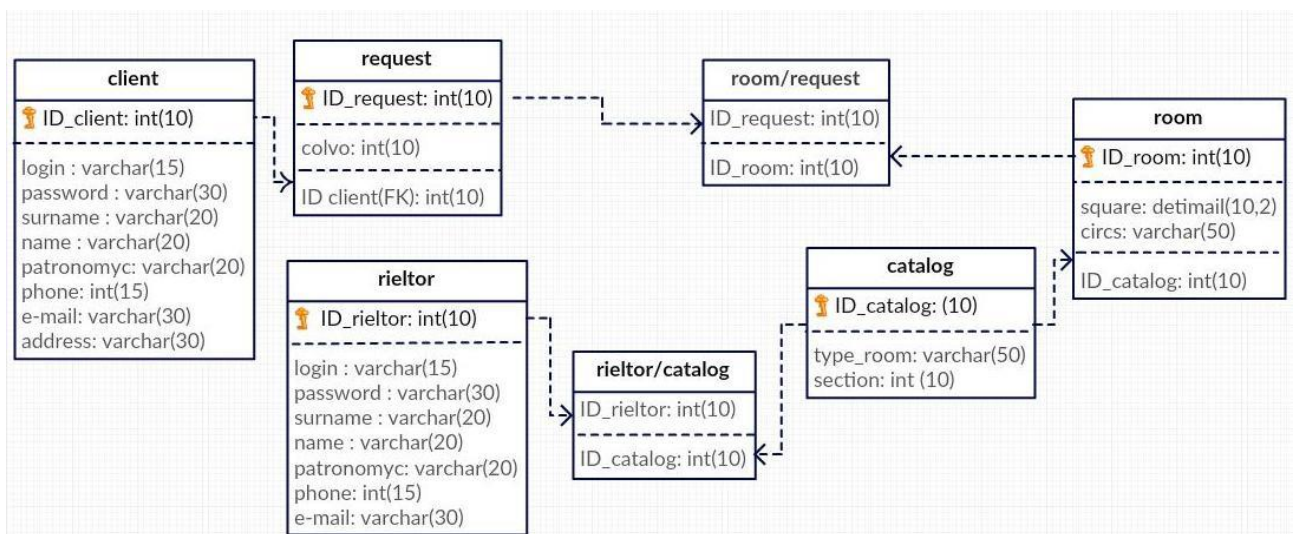 client
ID_client: int(10)
login : varchar(15)
password : varchar(30)
surname : varchar(20)
name : varchar(20)
patronomyc: varchar(20)
phone: int(15)
e-mail: varchar(30)
address: varchar(30)
request
ID_request: int(10)
colvo: int(10)
ID client(FK): int(10)
room/request
ID_request: int(10)
ID_room: int(10)
room
ID_room: int(10)
square: detimail(10,2)
circs: varchar(50)
ID_catalog: int(10)
rieltor
ID_rieltor: int(10)
login : varchar(15)
password : varchar(30)
surname : varchar(20)
name : varchar(20)
patronomyc: varchar(20)
phone: int(15)
e-mail: varchar(30)
rieltor/catalog
ID_rieltor: int(10)
ID_catalog: int(10)
catalog
ID_catalog: (10)
type_room: varchar(50)
section: int (10)